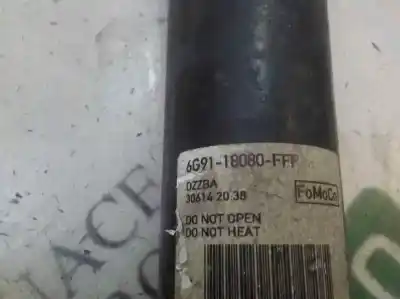 6G91-18080-FFP
DZZBA
30614 20 38
FoMoCo
DO NOT OPEN
DO NOT HEAT